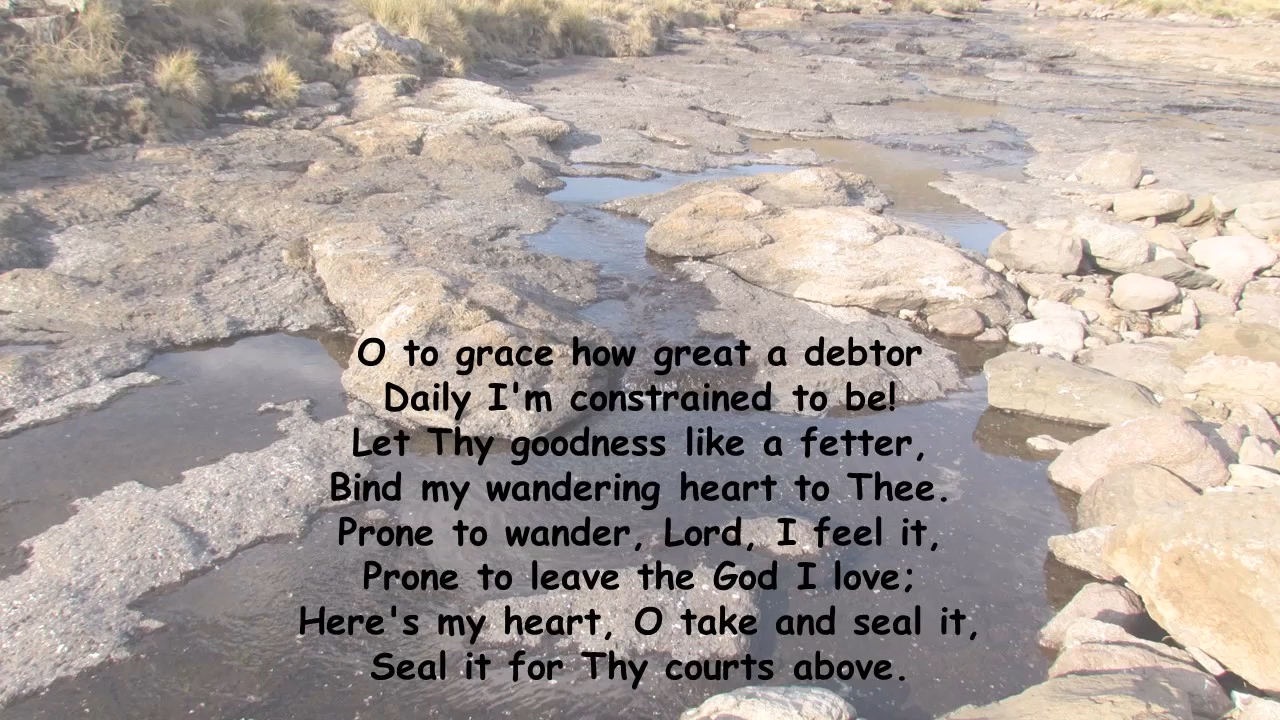 O to grace how great a debtor
Daily I'm constrained to be!
Let Thy goodness like a fetter,
Bind my wandering heart to Thee.
Prone to wander, Lord, I feel it,
Prone to leave the God I love;
Here's my heart, O take and seal it,
Seal it for Thy courts above.